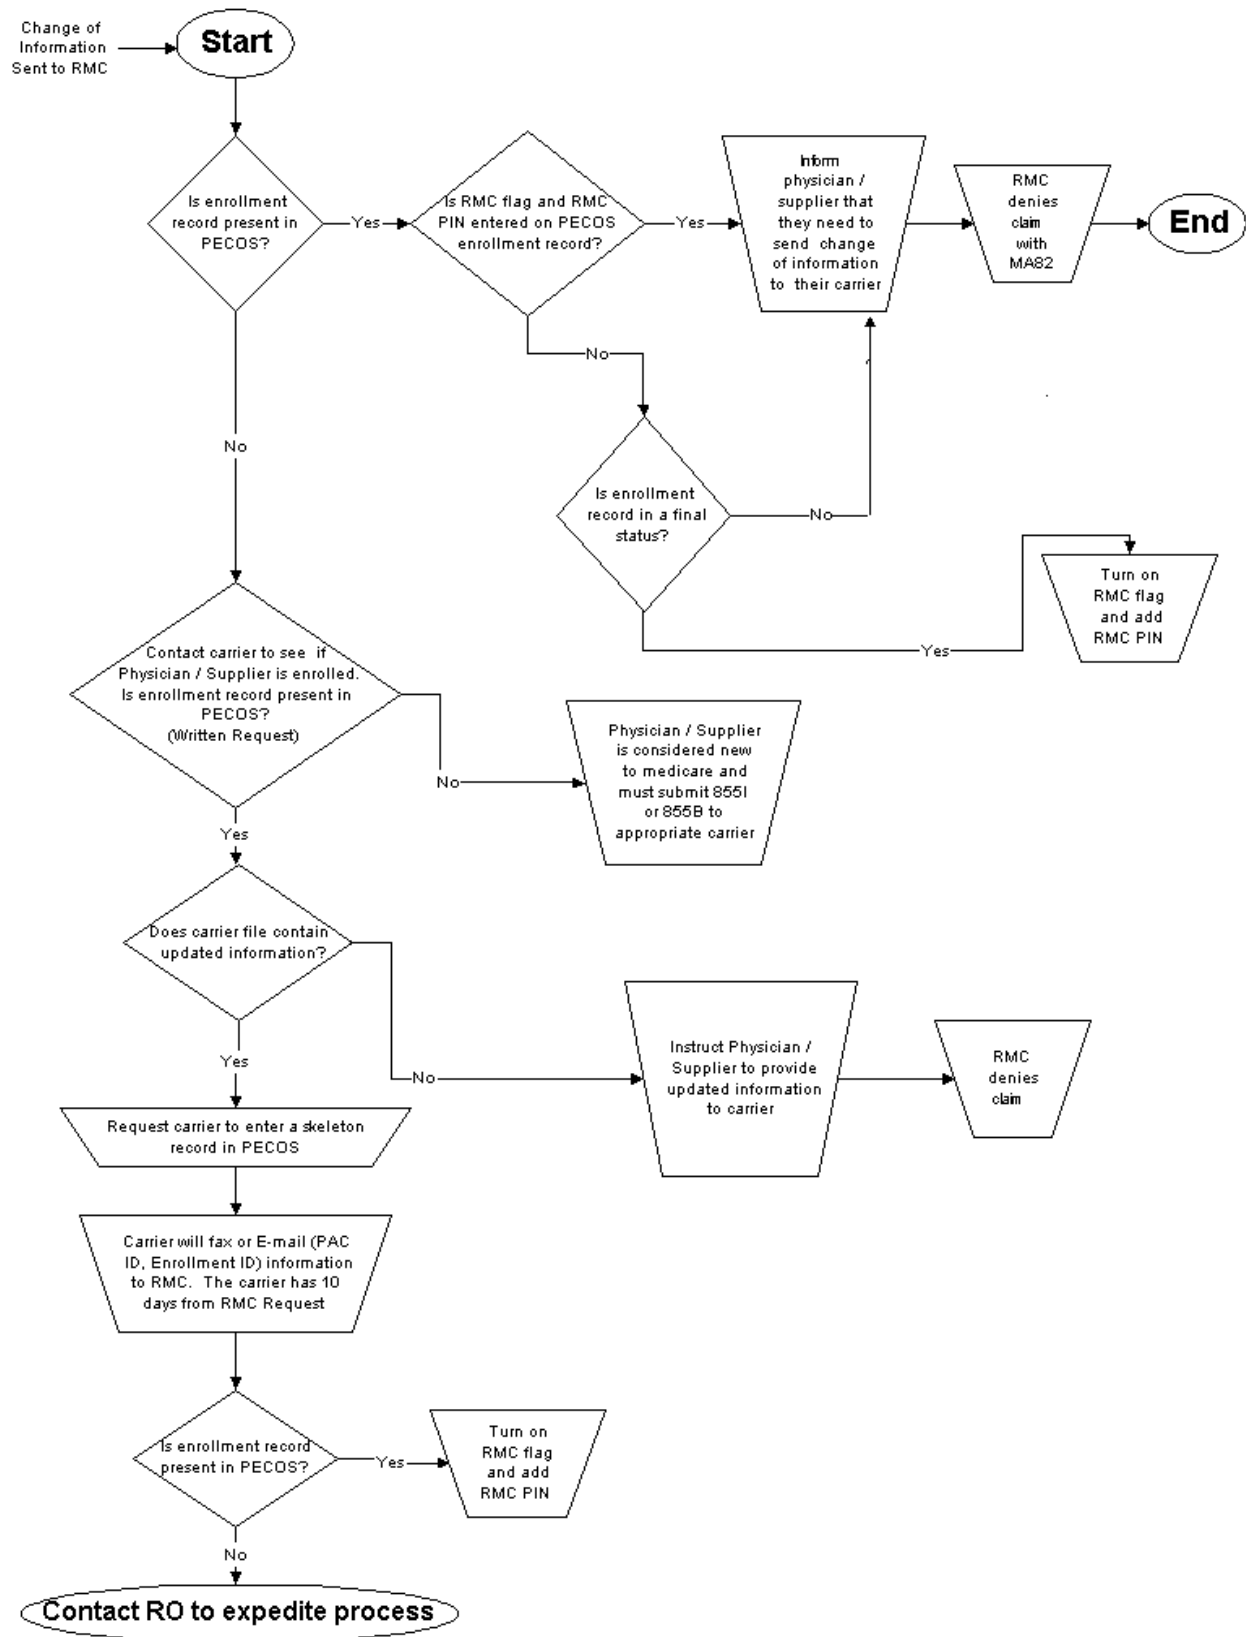 Change of
Information
Sent to RMC
Start
Is enrollment
record present in
PECOS?
Yes
Is RMC flag and RMC
PIN entered on PECOS
enrollment record?
Yes
Inform
physician /
supplier that
they need to
send change
of information
to their carrier
RMC
denies
claim
with
MA82
End
No
No
Is enrollment
record in a final
status?
No
Yes
Turn on
RMC flag
and add
RMC PIN
Contact carrier to see if
Physician / Supplier is enrolled.
Is enrollment record present in
PECOS?
(Written Request)
No
Physician / Supplier
is considered new
to medicare and
must submit 855I
or 855B to
appropriate carrier
Yes
Does carrier file contain
updated information?
No
Instruct Physician /
Supplier to provide
updated information
to carrier
RMC
denies
claim
Yes
Request carrier to enter a skeleton
record in PECOS
Carrier will fax or E-mail (PAC
ID, Enrollment ID) information
to RMC. The carrier has 10
days from RMC Request
Is enrollment record
present in PECOS?
Yes
Turn on
RMC flag
and add
RMC PIN
No
Contact RO to expedite process